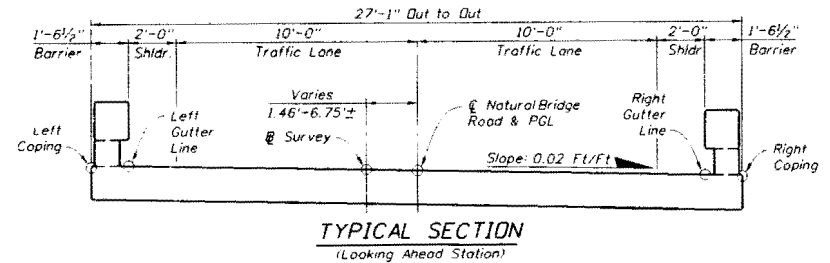 27'-1" Out to Out
1'-6½" 2'-0" 10'-0" 10'-0" 2'-0" 1'-6½"
Barrier Shldr. Traffic Lane Traffic Lane Shldr. Barrier
Varies
1.46'-6.75'±
Left
Coping
Left
Gutter
Line
℄ Survey
℄ Natural Bridge
Road & PGL
Slope: 0.02 Ft/Ft
Right
Gutter
Line
Right
Coping
TYPICAL SECTION
(Looking Ahead Station)